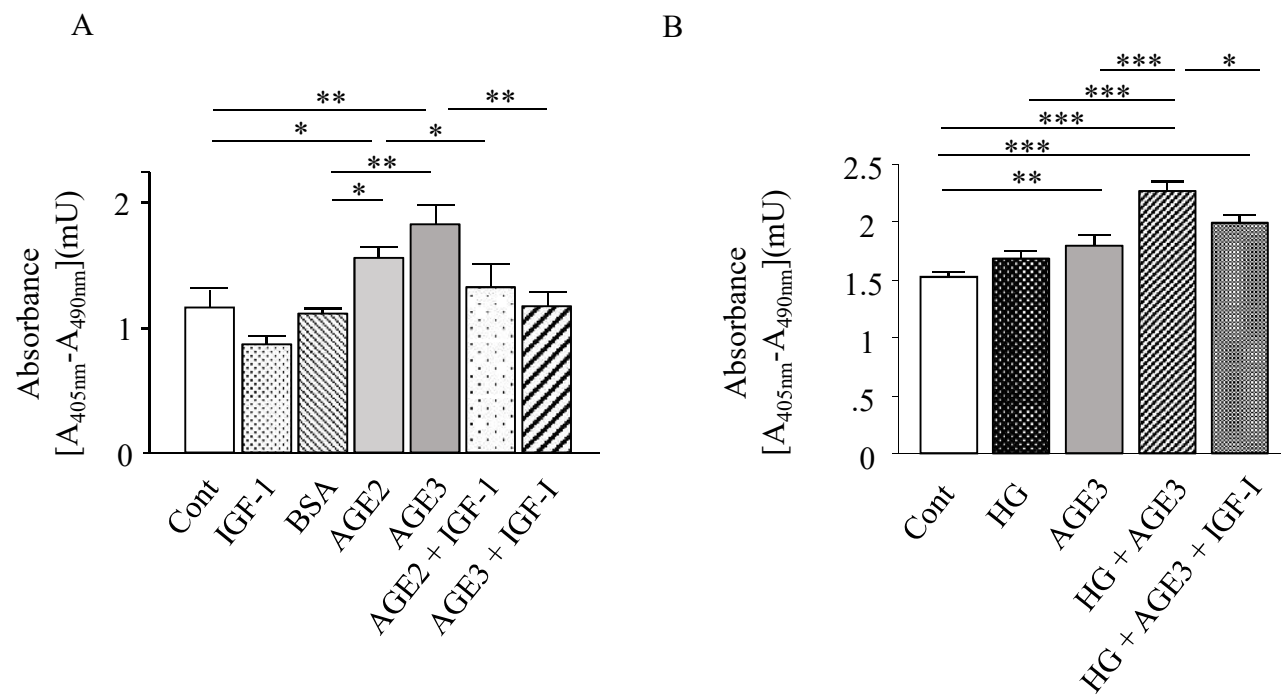 A
** **
* *
**
*
2
1
0
Absorbance
[A405nm-A490nm](mU)
Cont
IGF-1
BSA
AGE2
AGE3
AGE2 + IGF-1
AGE3 + IGF-I
B
*** *
***
***
***
**
2.5
2
1.5
1
.5
0
Absorbance
[A405nm-A490nm](mU)
Cont
HG
AGE3
HG + AGE3
HG + AGE3 + IGF-I